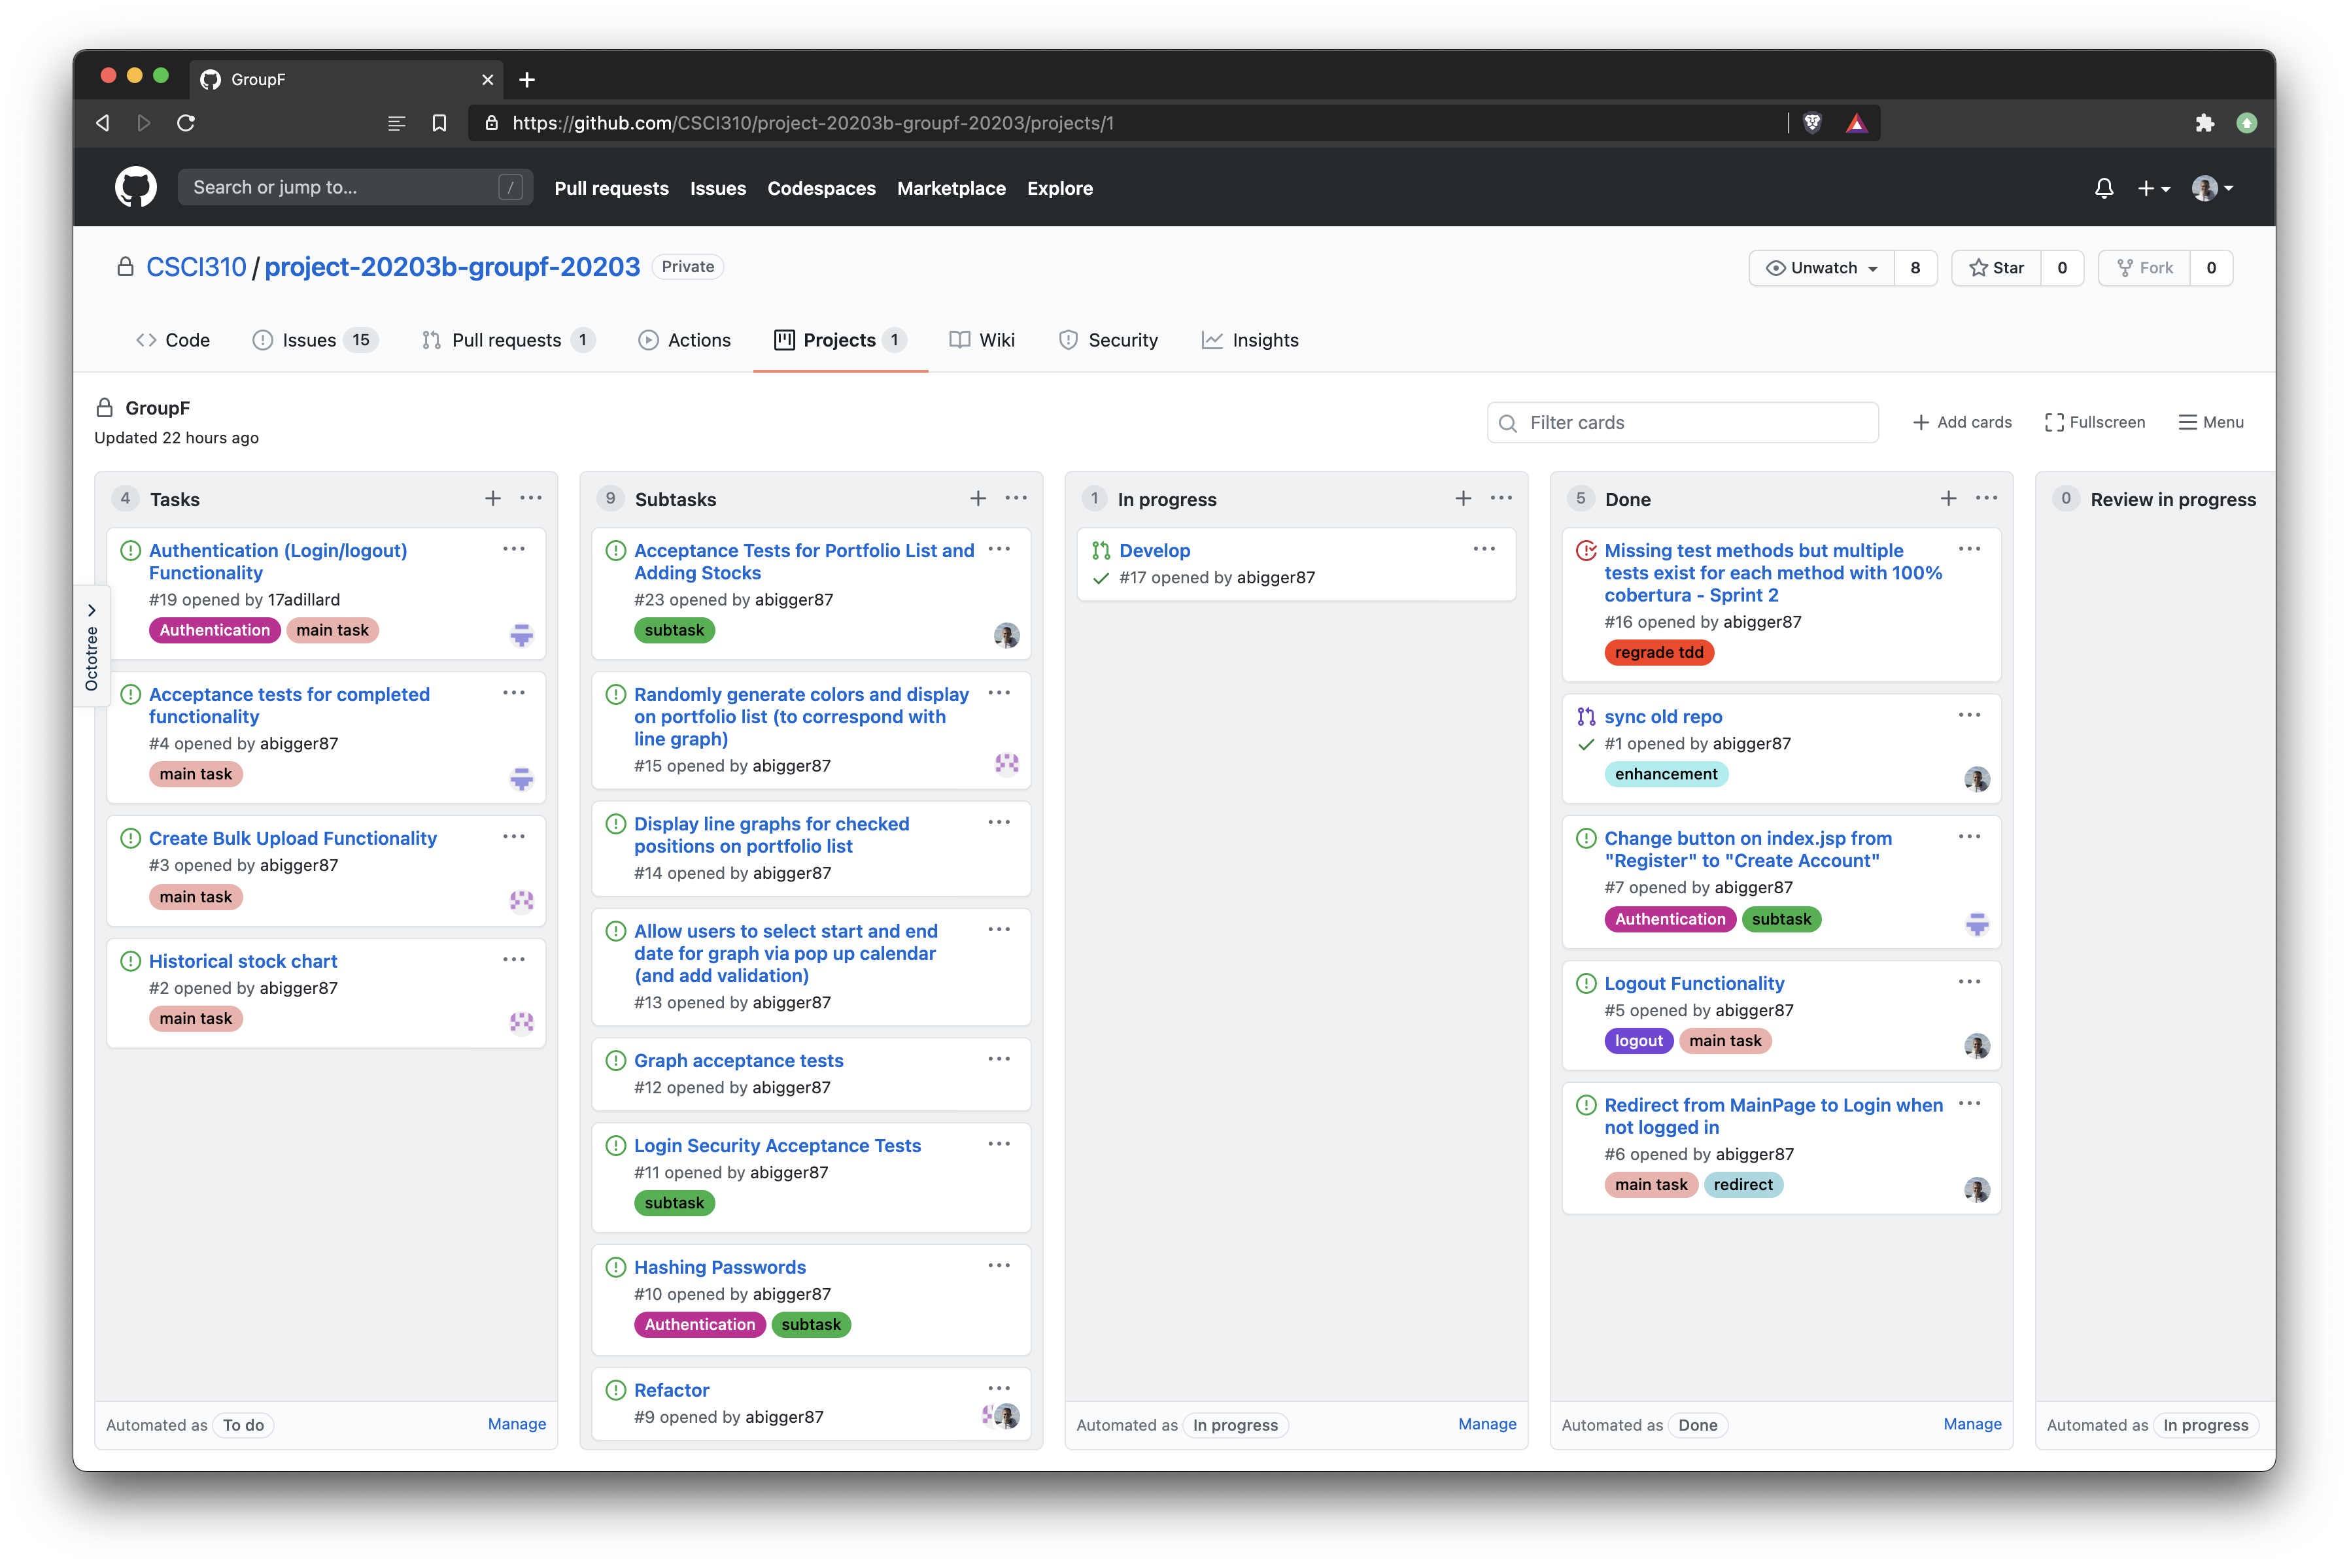 GroupF
https://github.com/CSCI310/project-20203b-groupf-20203/projects/1
Search or jump to... /
Pull requests Issues Codespaces Marketplace Explore
CSCI310 / project-20203b-groupf-20203 Private
Unwatch 8 Star 0 Fork 0
Code Issues 15 Pull requests 1 Actions Projects 1 Wiki Security Insights
GroupF
Updated 22 hours ago
Filter cards
Add cards Fullscreen Menu
Octotree
4 Tasks
Authentication (Login/logout)
Functionality
#19 opened by 17adillard
Authentication main task
Acceptance tests for completed
functionality
#4 opened by abigger87
main task
Create Bulk Upload Functionality
#3 opened by abigger87
main task
Historical stock chart
#2 opened by abigger87
main task
Automated as To do Manage
9 Subtasks
Acceptance Tests for Portfolio List and
Adding Stocks
#23 opened by abigger87
subtask
Randomly generate colors and display
on portfolio list (to correspond with
line graph)
#15 opened by abigger87
Display line graphs for checked
positions on portfolio list
#14 opened by abigger87
Allow users to select start and end
date for graph via pop up calendar
(and add validation)
#13 opened by abigger87
Graph acceptance tests
#12 opened by abigger87
Login Security Acceptance Tests
#11 opened by abigger87
subtask
Hashing Passwords
#10 opened by abigger87
Authentication subtask
Refactor
#9 opened by abigger87
1 In progress
Develop
#17 opened by abigger87
Automated as In progress Manage
5 Done
Missing test methods but multiple
tests exist for each method with 100%
cobertura - Sprint 2
#16 opened by abigger87
regrade tdd
sync old repo
#1 opened by abigger87
enhancement
Change button on index.jsp from
"Register" to "Create Account"
#7 opened by abigger87
Authentication subtask
Logout Functionality
#5 opened by abigger87
logout main task
Redirect from MainPage to Login when
not logged in
#6 opened by abigger87
main task redirect
Automated as Done Manage
0 Review in progress
Automated as In progress